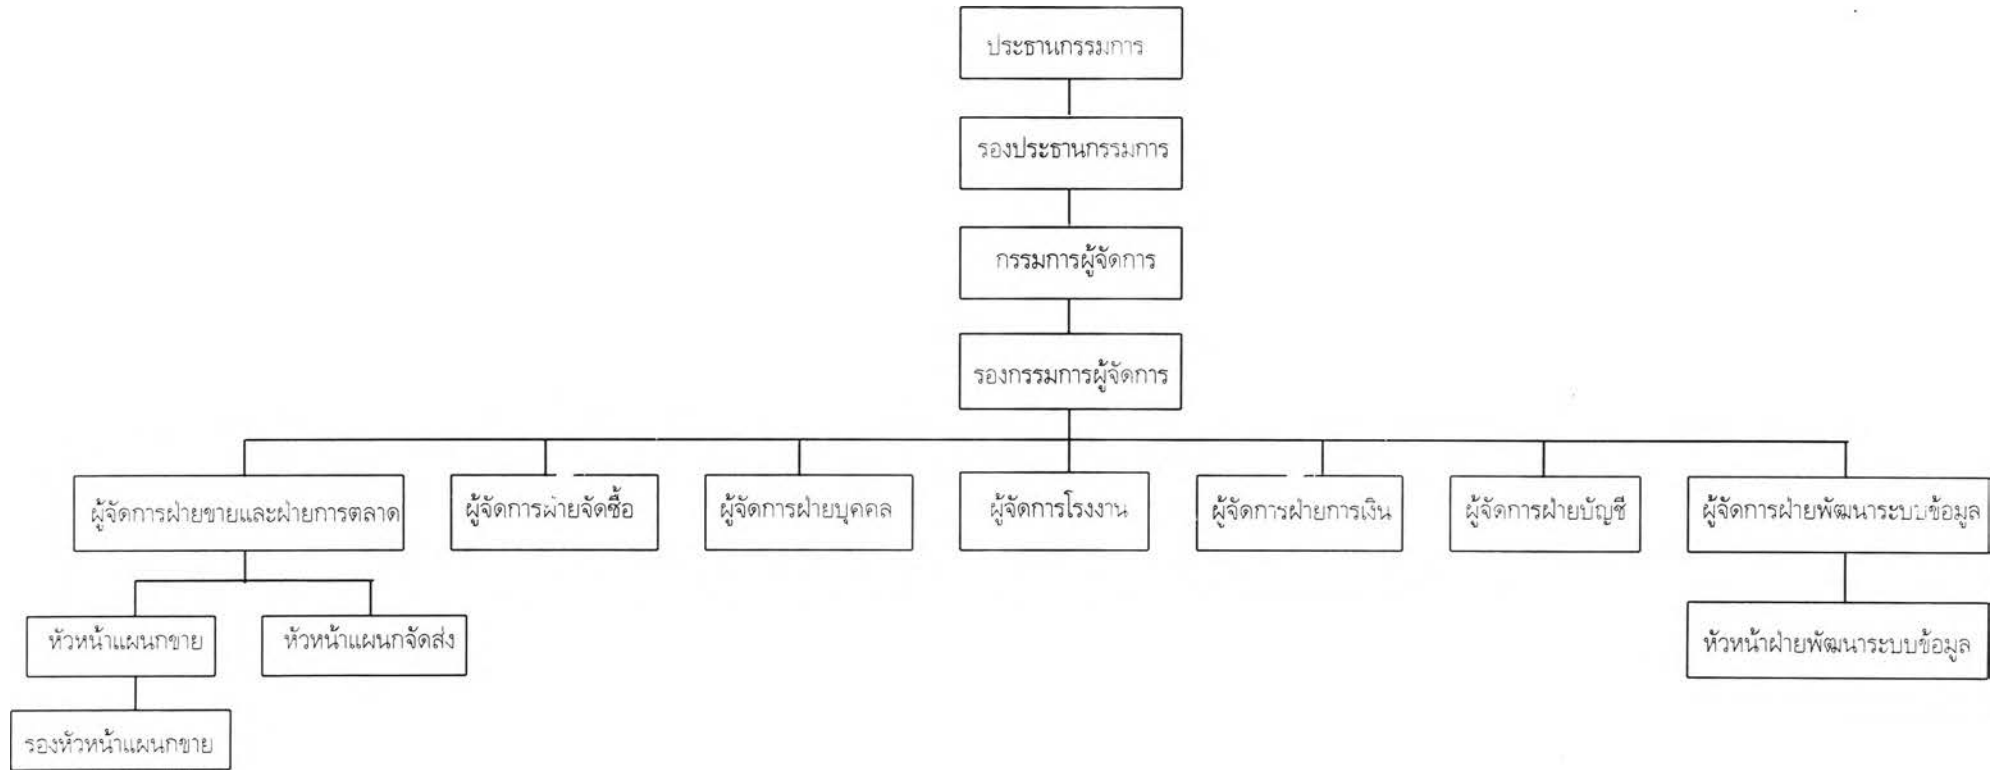 ประธานกรรมการ
รองประธานกรรมการ
กรรมการผู้จัดการ
รองกรรมการผู้จัดการ
ผู้จัดการฝ่ายขายและฝ่ายการตลาด
ผู้จัดการฝ่ายจัดซื้อ
ผู้จัดการฝ่ายบุคคล
ผู้จัดการโรงงาน
ผู้จัดการฝ่ายการเงิน
ผู้จัดการฝ่ายบัญชี
ผู้จัดการฝ่ายพัฒนาระบบข้อมูล
หัวหน้าแผนกขาย
หัวหน้าแผนกจัดส่ง
หัวหน้าฝ่ายพัฒนาระบบข้อมูล
รองหัวหน้าแผนกขาย